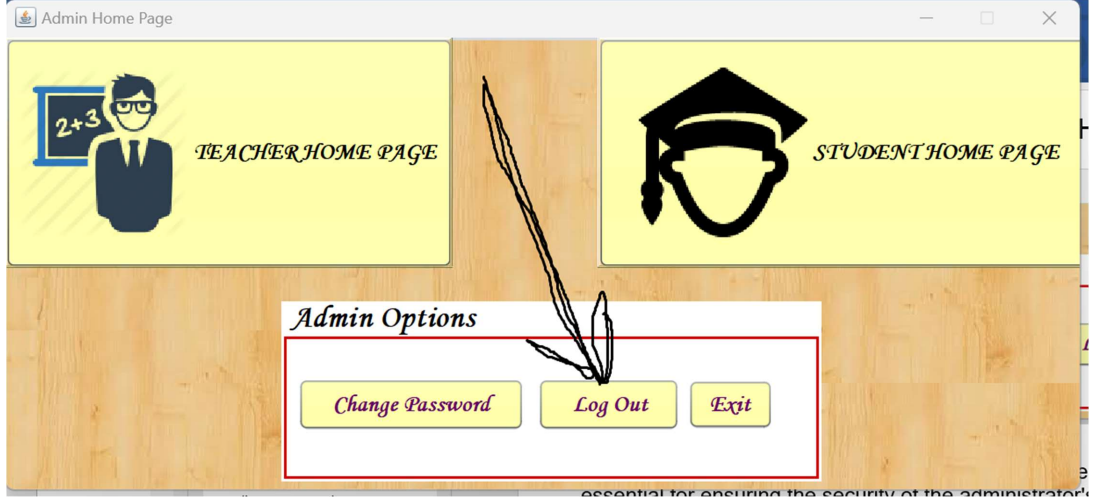 Admin Home Page
2+3
TEACHER HOME PAGE
STUDENT HOME PAGE
Admin Options
Change Password
Log Out
Exit
essential for ensuring the security of the administrator's